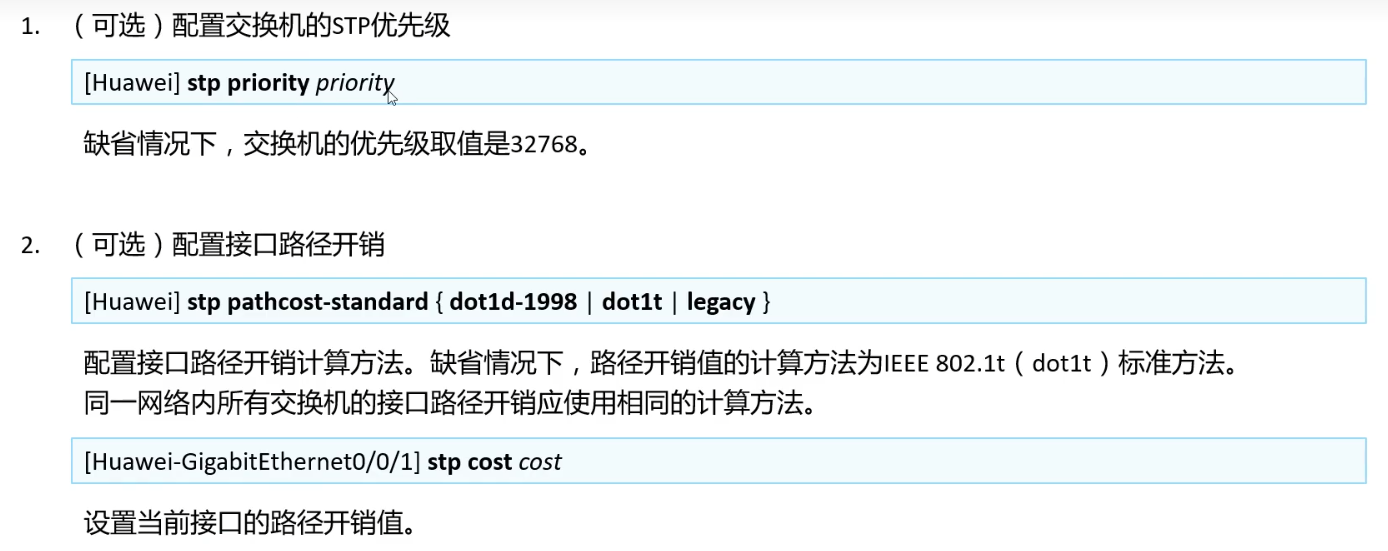 1. （可选）配置交换机的STP优先级
[Huawei] stp priority priority
缺省情况下，交换机的优先级取值是32768。
2. （可选）配置接口路径开销
[Huawei] stp pathcost-standard { dot1d-1998 | dot1t | legacy }
配置接口路径开销计算方法。缺省情况下，路径开销值的计算方法为IEEE 802.1t（dot1t）标准方法。
同一网络内所有交换机的接口路径开销应使用相同的计算方法。
[Huawei-GigabitEthernet0/0/1] stp cost cost
设置当前接口的路径开销值。